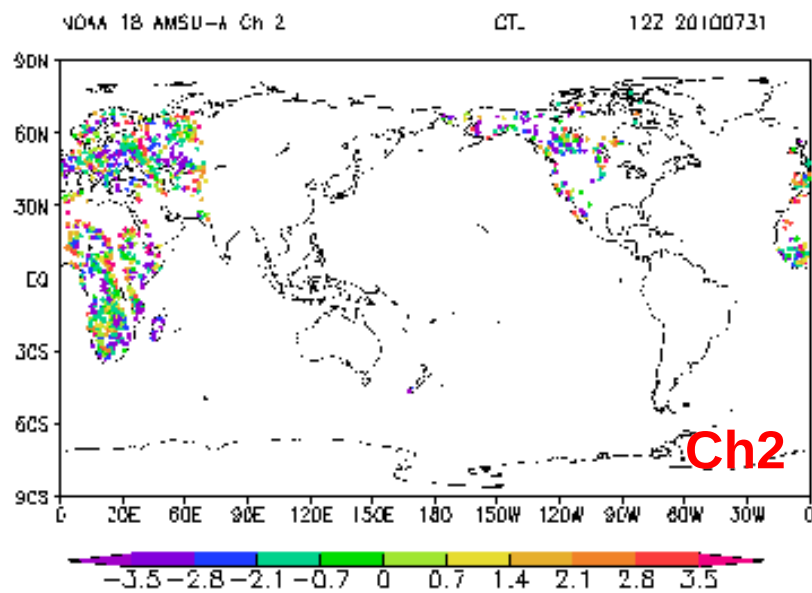 NOAA 18 AMSU-A Ch 2 CTL 12Z 20100731
90N
60N
30N
EQ
30S
60S
90S
Ch2
0 30E 60E 90E 120E 150E 180 150W 120W 90W 60W 30W 0
-3.5 -2.8 -2.1 -0.7 0 0.7 1.4 2.1 2.8 3.5